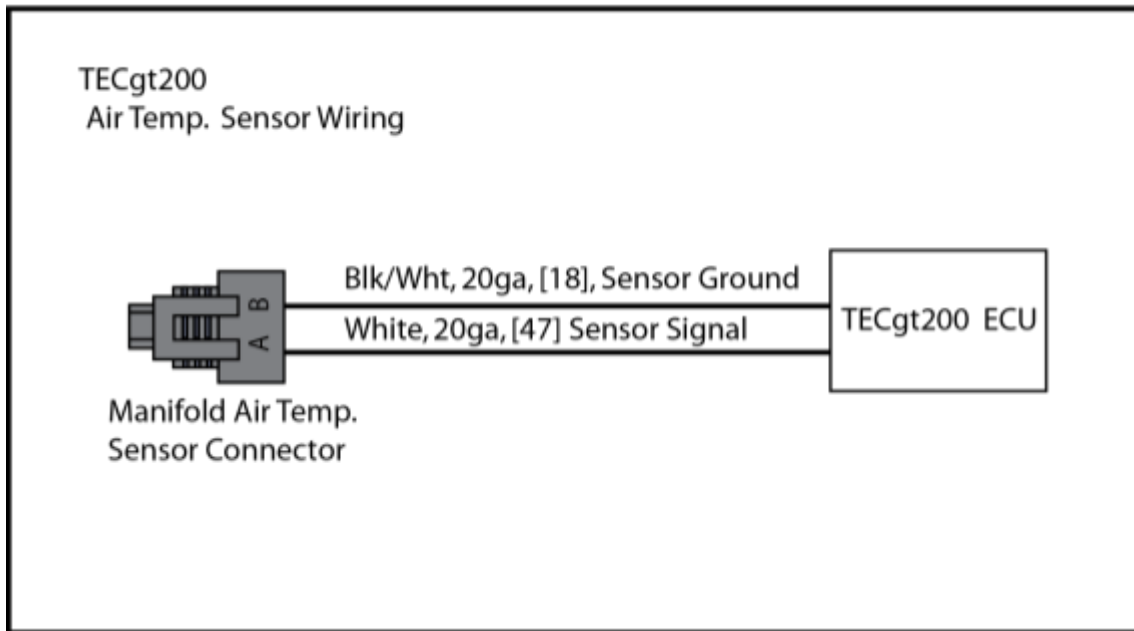 TECgt200
Air Temp. Sensor Wiring
Blk/Wht, 20ga, [18], Sensor Ground
B
TECgt200 ECU
White, 20ga, [47] Sensor Signal
A
Manifold Air Temp.
Sensor Connector